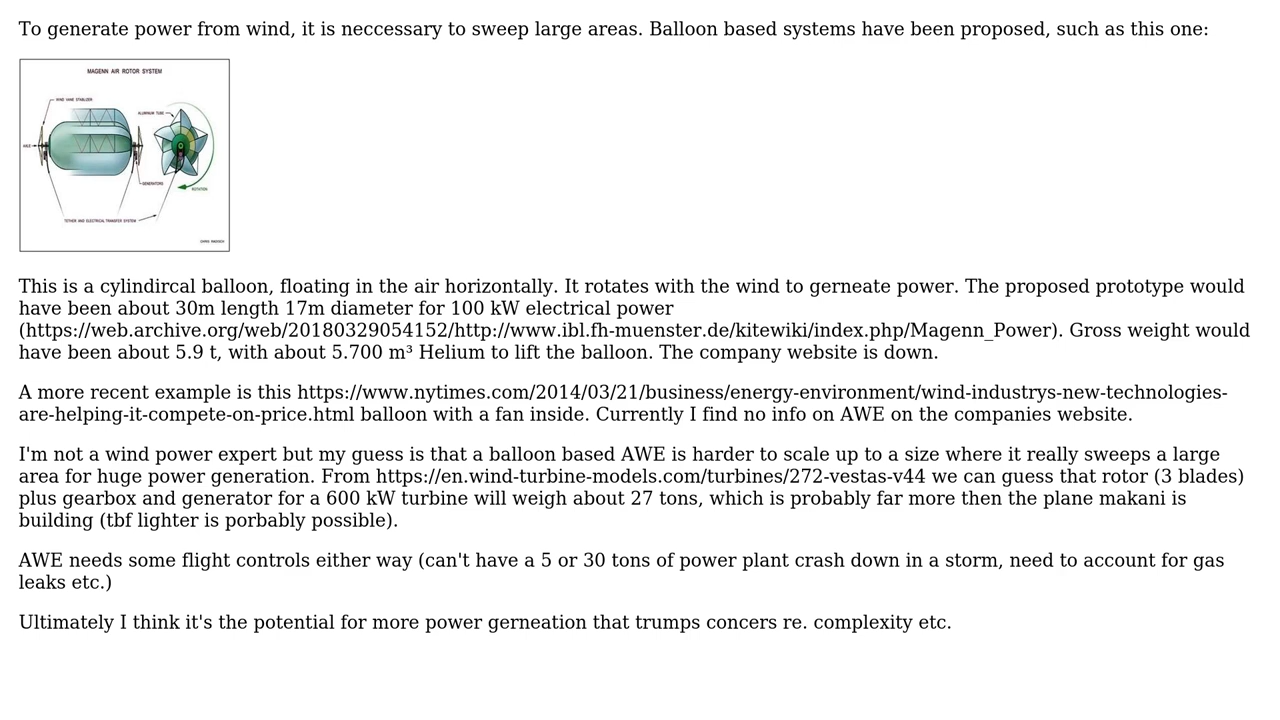 To generate power from wind, it is neccessary to sweep large areas. Balloon based systems have been proposed, such as this one:
MAGENN AIR ROTOR SYSTEM
WIND VANE STABILIZER
ALUMINUM TUBE
AXLE
GENERATORS
ROTATION
TETHER AND ELECTRICAL TRANSFER SYSTEM
This is a cylindircal balloon, floating in the air horizontally. It rotates with the wind to gerneate power. The proposed prototype would
have been about 30m length 17m diameter for 100 kW electrical power
(https://web.archive.org/web/20180329054152/http://www.ibl.fh-muenster.de/kitewiki/index.php/Magenn_Power). Gross weight would
have been about 5.9 t, with about 5.700 m³ Helium to lift the balloon. The company website is down.
A more recent example is this https://www.nytimes.com/2014/03/21/business/energy-environment/wind-industrys-new-technologies-
are-helping-it-compete-on-price.html balloon with a fan inside. Currently I find no info on AWE on the companies website.
I'm not a wind power expert but my guess is that a balloon based AWE is harder to scale up to a size where it really sweeps a large
area for huge power generation. From https://en.wind-turbine-models.com/turbines/272-vestas-v44 we can guess that rotor (3 blades)
plus gearbox and generator for a 600 kW turbine will weigh about 27 tons, which is probably far more then the plane makani is
building (tbf lighter is porbably possible).
AWE needs some flight controls either way (can't have a 5 or 30 tons of power plant crash down in a storm, need to account for gas
leaks etc.)
Ultimately I think it's the potential for more power gerneation that trumps concers re. complexity etc.